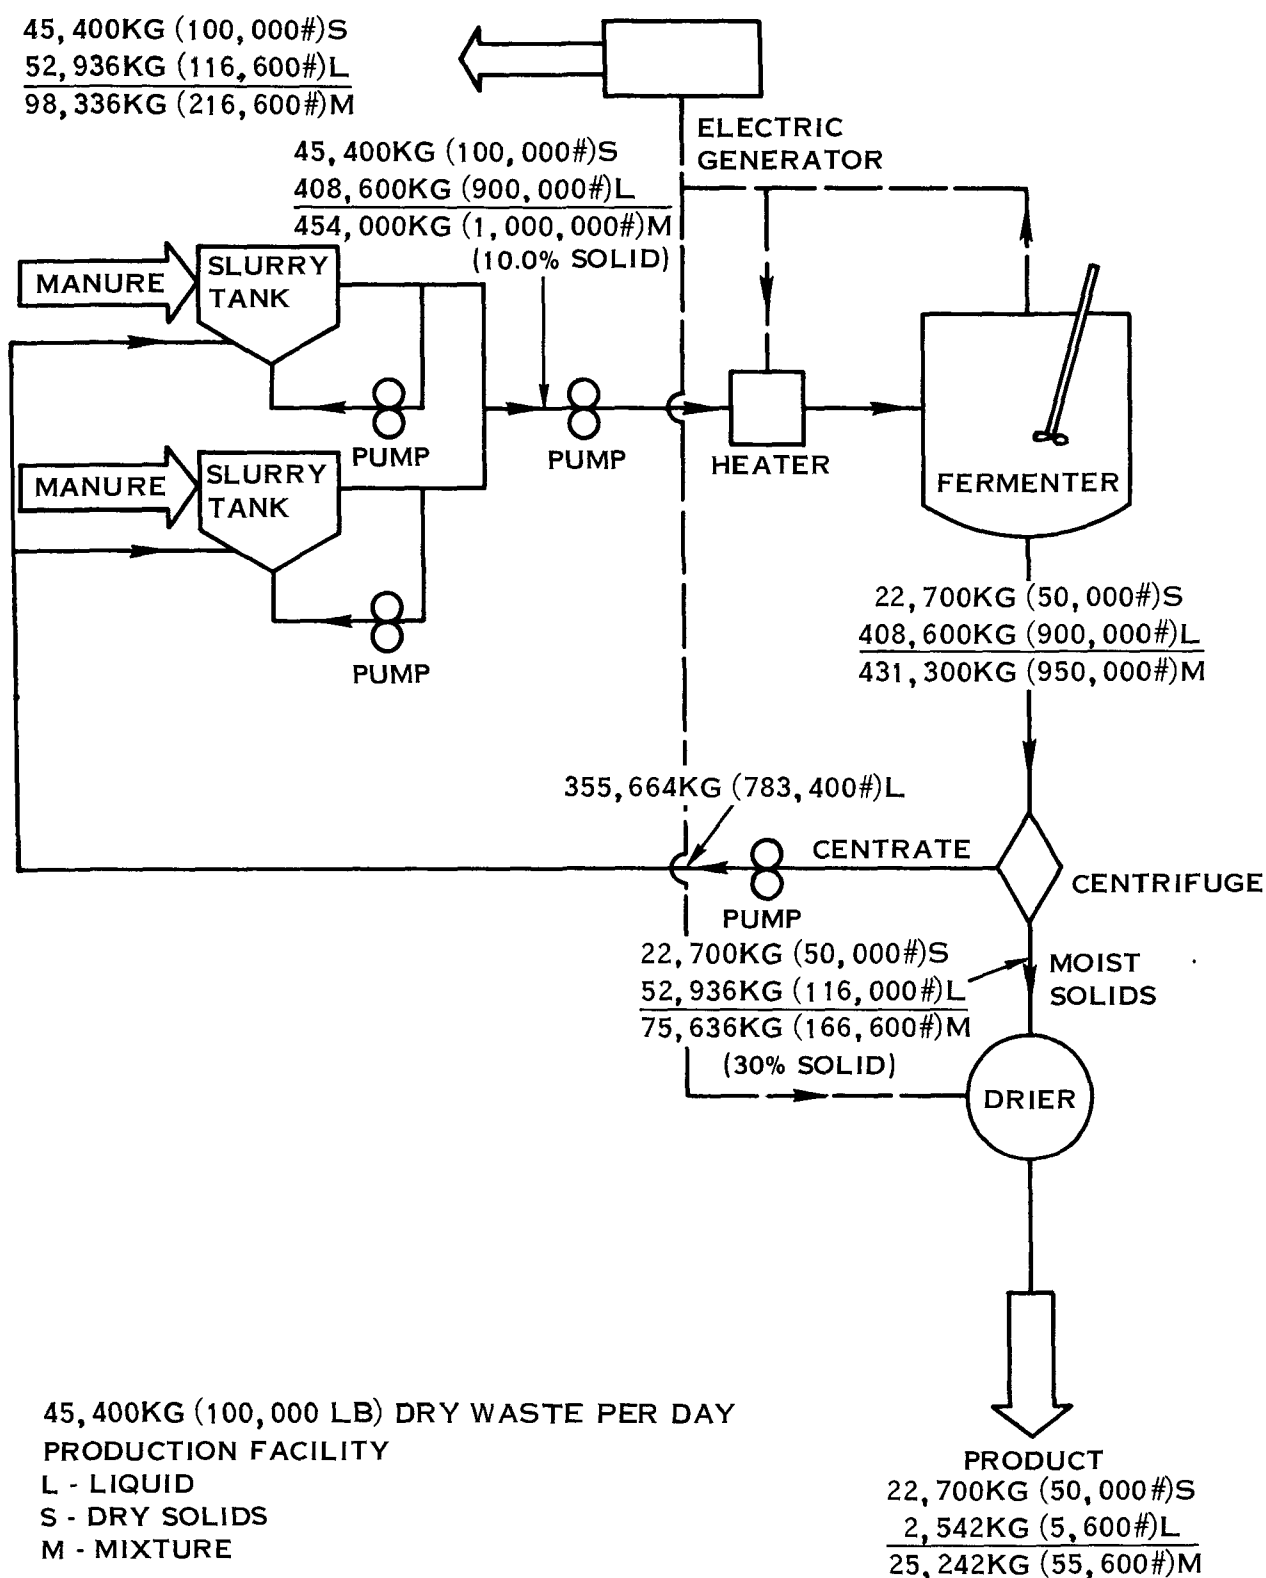 45,400KG (100,000#)S
52,936KG (116,600#)L
98,336KG (216,600#)M
ELECTRIC
GENERATOR
45,400KG (100,000#)S
408,600KG (900,000#)L
454,000KG (1,000,000#)M
(10.0% SOLID)
MANURE
SLURRY
TANK
PUMP
PUMP
HEATER
FERMENTER
MANURE
SLURRY
TANK
PUMP
22,700KG (50,000#)S
408,600KG (900,000#)L
431,300KG (950,000#)M
355,664KG (783,400#)L
CENTRATE
CENTRIFUGE
PUMP
22,700KG (50,000#)S
52,936KG (116,000#)L
75,636KG (166,600#)M
(30% SOLID)
MOIST
SOLIDS
DRIER
45,400KG (100,000 LB) DRY WASTE PER DAY
PRODUCTION FACILITY
L - LIQUID
S - DRY SOLIDS
M - MIXTURE
PRODUCT
22,700KG (50,000#)S
2,542KG (5,600#)L
25,242KG (55,600#)M